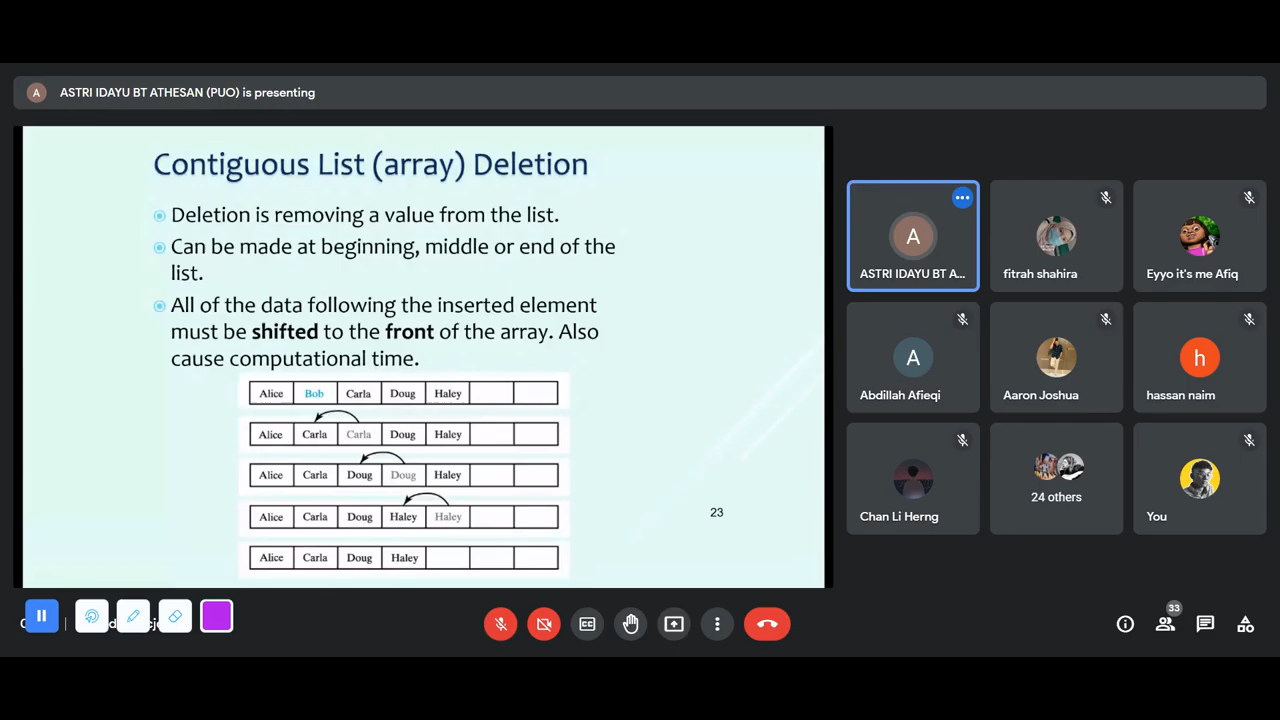 A ASTRI IDAYU BT ATHESAN (PUO) is presenting
Contiguous List (array) Deletion
Deletion is removing a value from the list.
Can be made at beginning, middle or end of the
list.
All of the data following the inserted element
must be shifted to the front of the array. Also
cause computational time.
Alice Bob Carla Doug Haley
Alice Carla Carla Doug Haley
Alice Carla Doug Doug Haley
Alice Carla Doug Haley Haley
Alice Carla Doug Haley
23
A
ASTRI IDAYU BT A...
fitrah shahira
Eyyo it's me Afiq
A
Abdillah Afieqi
Aaron Joshua
h
hassan naim
Chan Li Herng
24 others
You
33